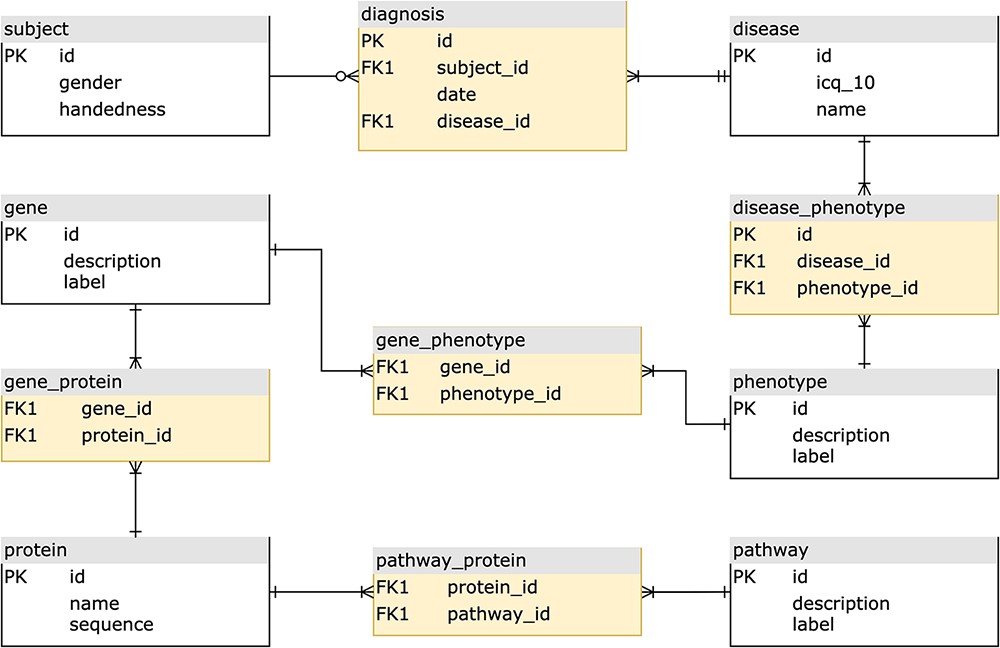 subject
PK id
gender
handedness
diagnosis
PK id
FK1 subject_id
date
FK1 disease_id
disease
PK id
icq_10
name
gene
PK id
description
label
disease_phenotype
PK id
FK1 disease_id
FK1 phenotype_id
gene_phenotype
FK1 gene_id
FK1 phenotype_id
gene_protein
FK1 gene_id
FK1 protein_id
phenotype
PK id
description
label
protein
PK id
name
sequence
pathway_protein
FK1 protein_id
FK1 pathway_id
pathway
PK id
description
label